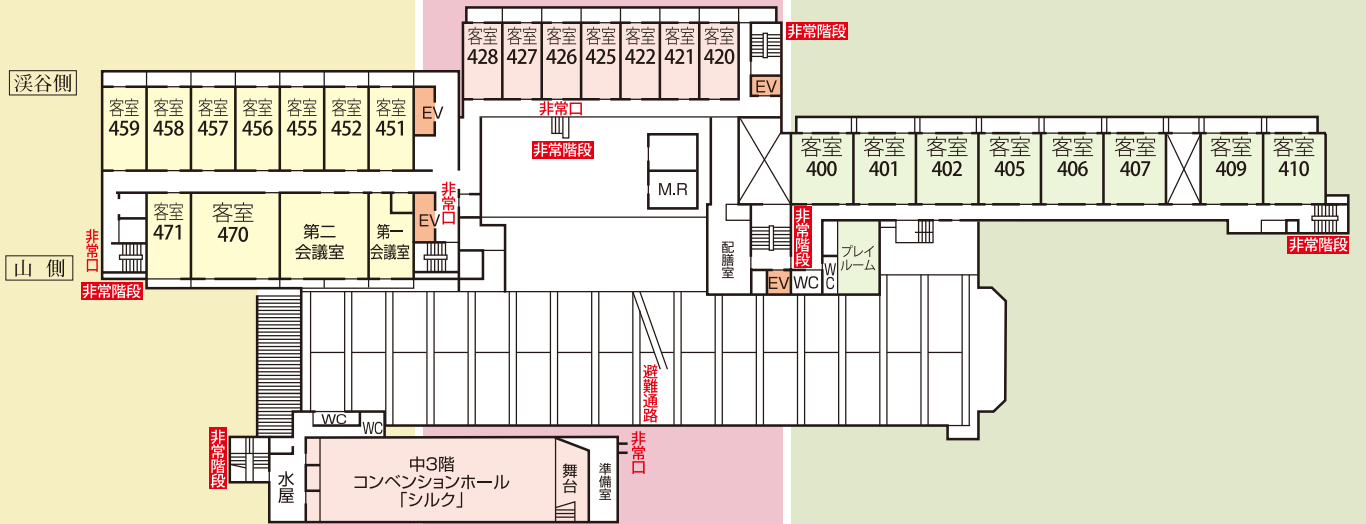 非常階段
客室
428
客室
427
客室
426
客室
425
客室
422
客室
421
客室
420
EV
渓谷側
客室
459
客室
458
客室
457
客室
456
客室
455
客室
452
客室
451
EV
非常口
非常階段
M.R
客室
400
客室
401
客室
402
客室
405
客室
406
客室
407
客室
409
客室
410
非常口
客室
471
客室
470
第二
会議室
第一
会議室
EV
非常口
山側
非常階段
配膳室
非常階段
EV
WC
WC
プレイ
ルーム
非常階段
避難通路
WC
WC
非常階段
水屋
中3階
コンベンションホール
「シルク」
舞台
準備室
非常口